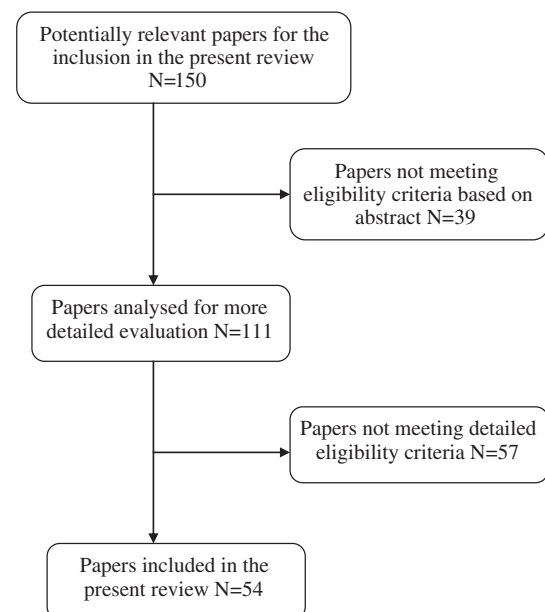 Potentially relevant papers for the
inclusion in the present review
N=150
Papers not meeting
eligibility criteria based on
abstract N=39
Papers analysed for more
detailed evaluation N=111
Papers not meeting detailed
eligibility criteria N=57
Papers included in the
present review N=54